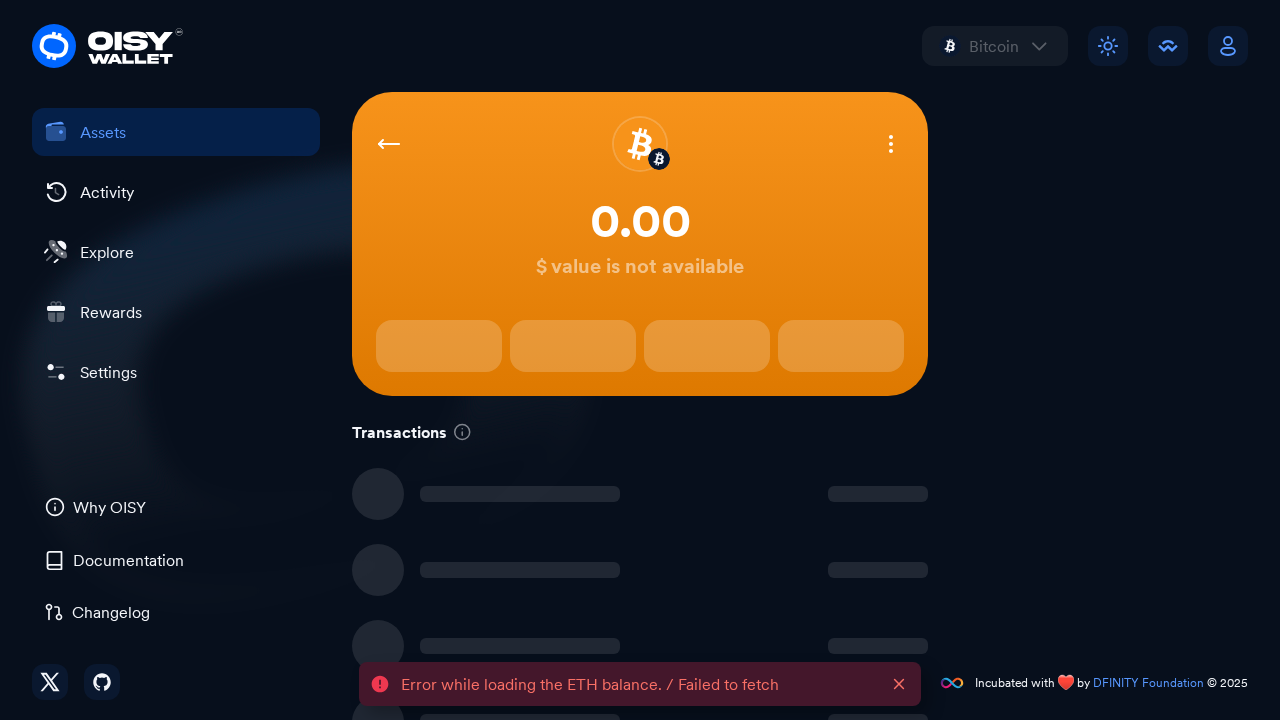 OISY
WALLET
Bitcoin
Assets
Activity
Explore
Rewards
Settings
0.00
$ value is not available
Transactions
Why OISY
Documentation
Changelog
Error while loading the ETH balance. / Failed to fetch
Incubated with ❤️ by DFINITY Foundation © 2025